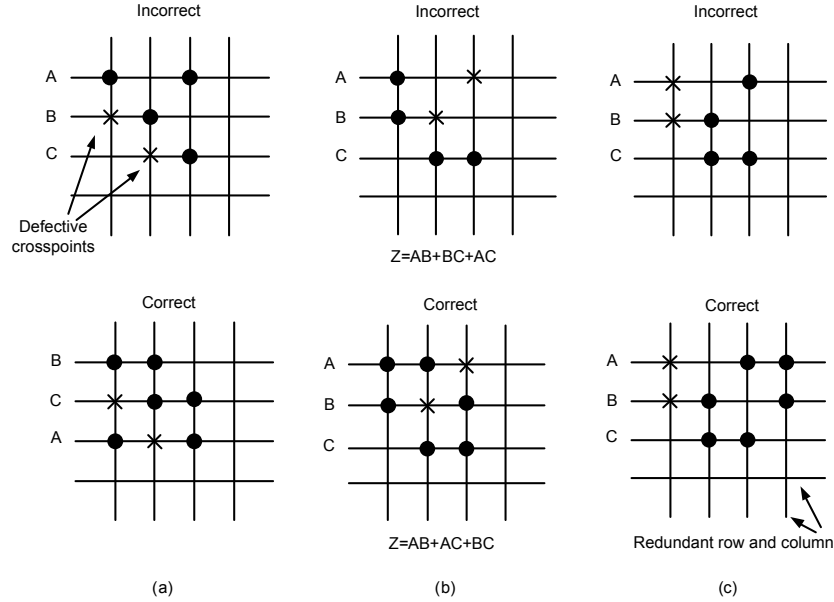 Incorrect
Incorrect
Incorrect
A
B
C
Defective
crosspoints
A
B
C
Z=AB+BC+AC
A
B
C
Correct
Correct
Correct
B
C
A
A
B
C
Z=AB+AC+BC
A
B
C
Redundant row and column
(a)
(b)
(c)